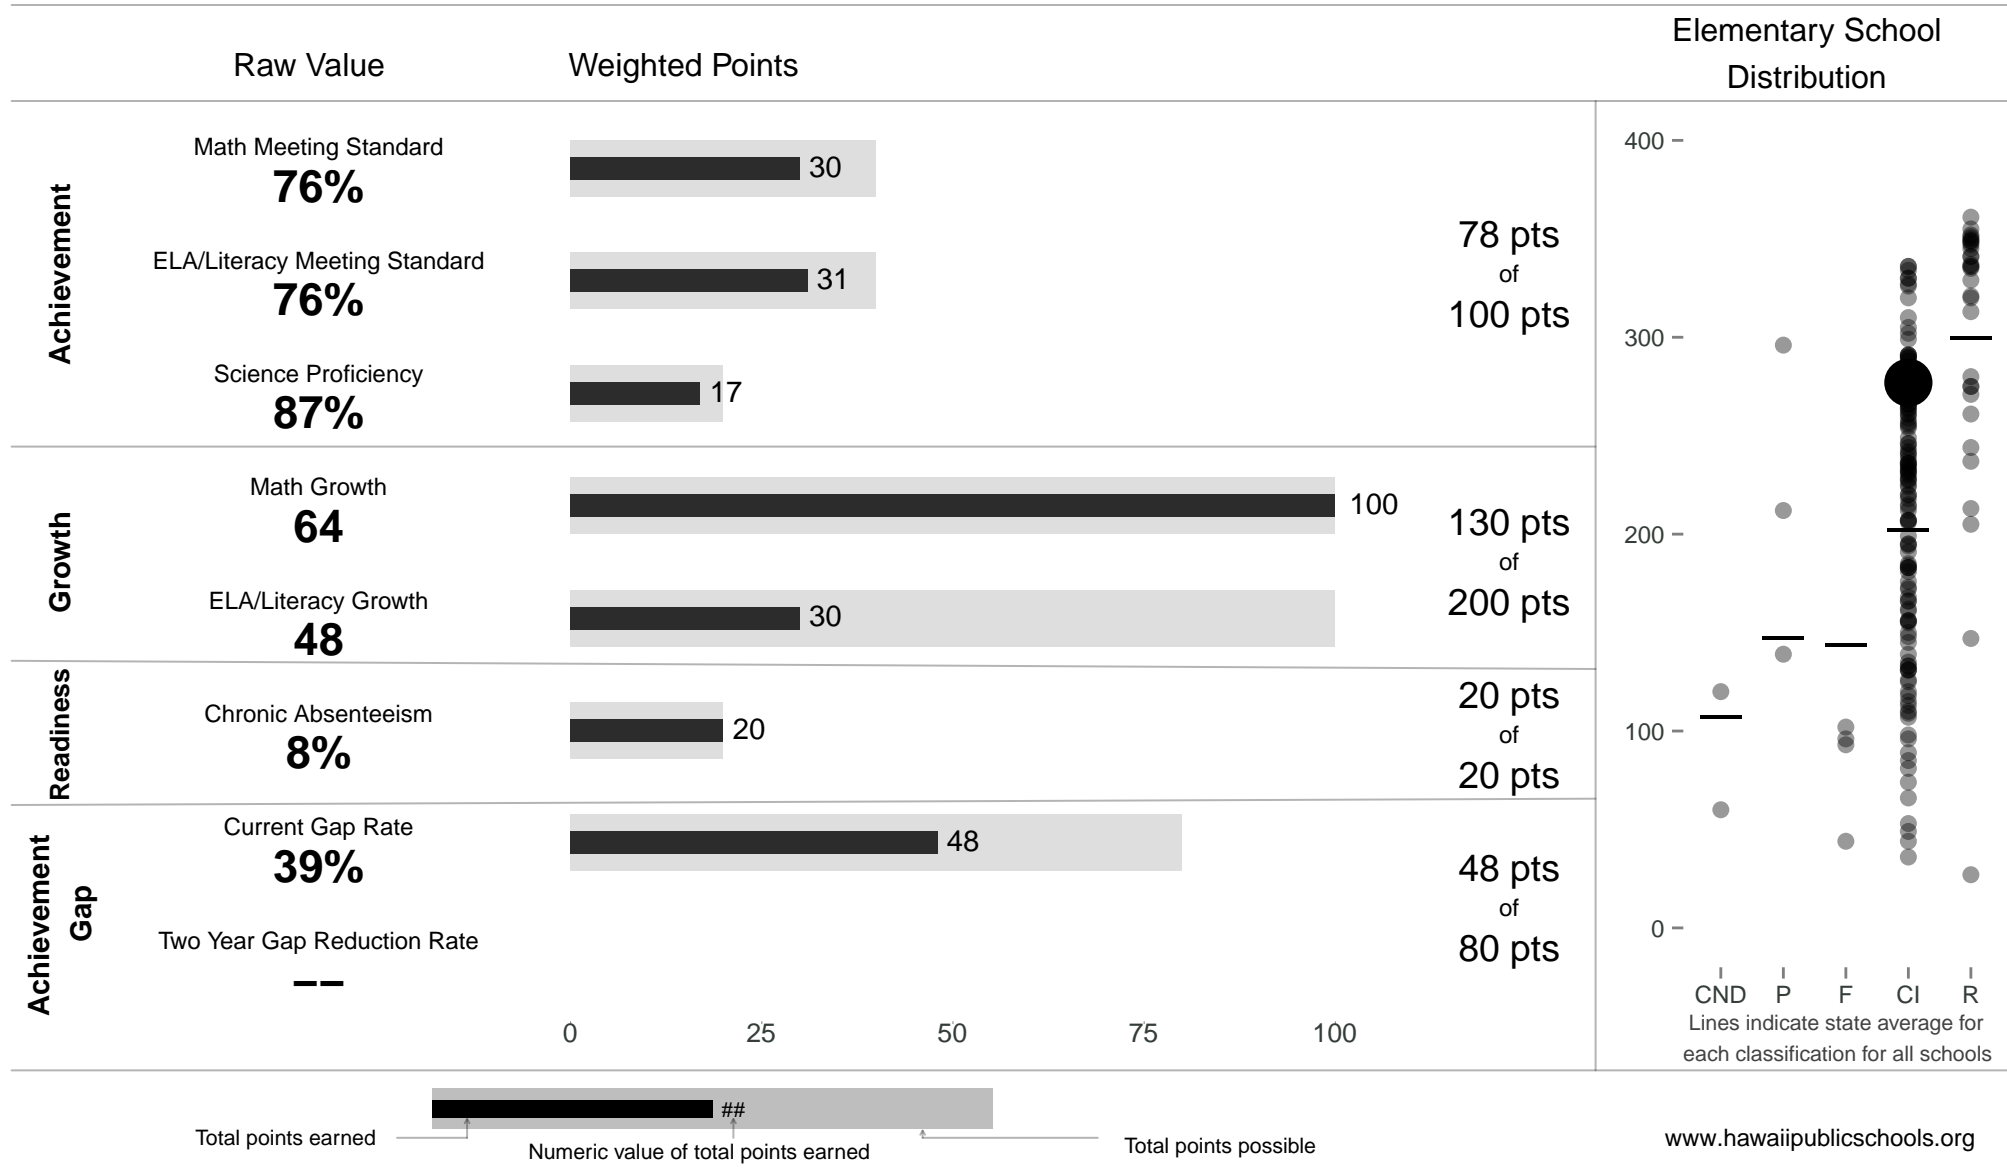 Raw Value
Weighted Points
Elementary School
Distribution
Achievement
Math Meeting Standard
76%
30
ELA/Literacy Meeting Standard
76%
31
Science Proficiency
87%
17
78 pts
of
100 pts
Growth
Math Growth
64
100
ELA/Literacy Growth
48
30
130 pts
of
200 pts
Readiness
Chronic Absenteeism
8%
20
20 pts
of
20 pts
Achievement
Gap
Current Gap Rate
39%
48
Two Year Gap Reduction Rate
--
48 pts
of
80 pts
0 25 50 75 100
400
300
200
100
0
CND P F CI R
Lines indicate state average for
each classification for all schools
##
Total points earned
Numeric value of total points earned
Total points possible
www.hawaiipublicschools.org